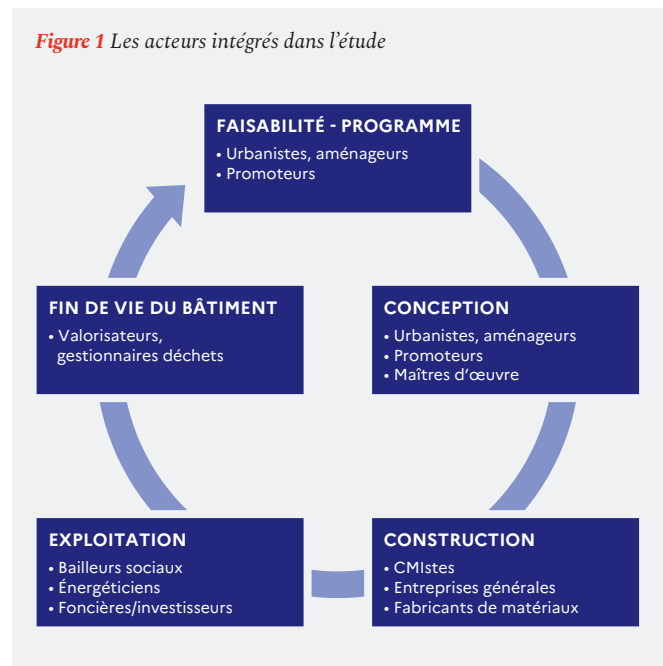 Figure 1 Les acteurs intégrés dans l’étude
FAISABILITÉ - PROGRAMME
• Urbanistes, aménageurs
• Promoteurs
CONCEPTION
• Urbanistes, aménageurs
• Promoteurs
• Maîtres d’œuvre
CONSTRUCTION
• CMIstes
• Entreprises générales
• Fabricants de matériaux
EXPLOITATION
• Bailleurs sociaux
• Énergéticiens
• Foncières/investisseurs
FIN DE VIE DU BÂTIMENT
• Valorisateurs,
gestionnaires déchets